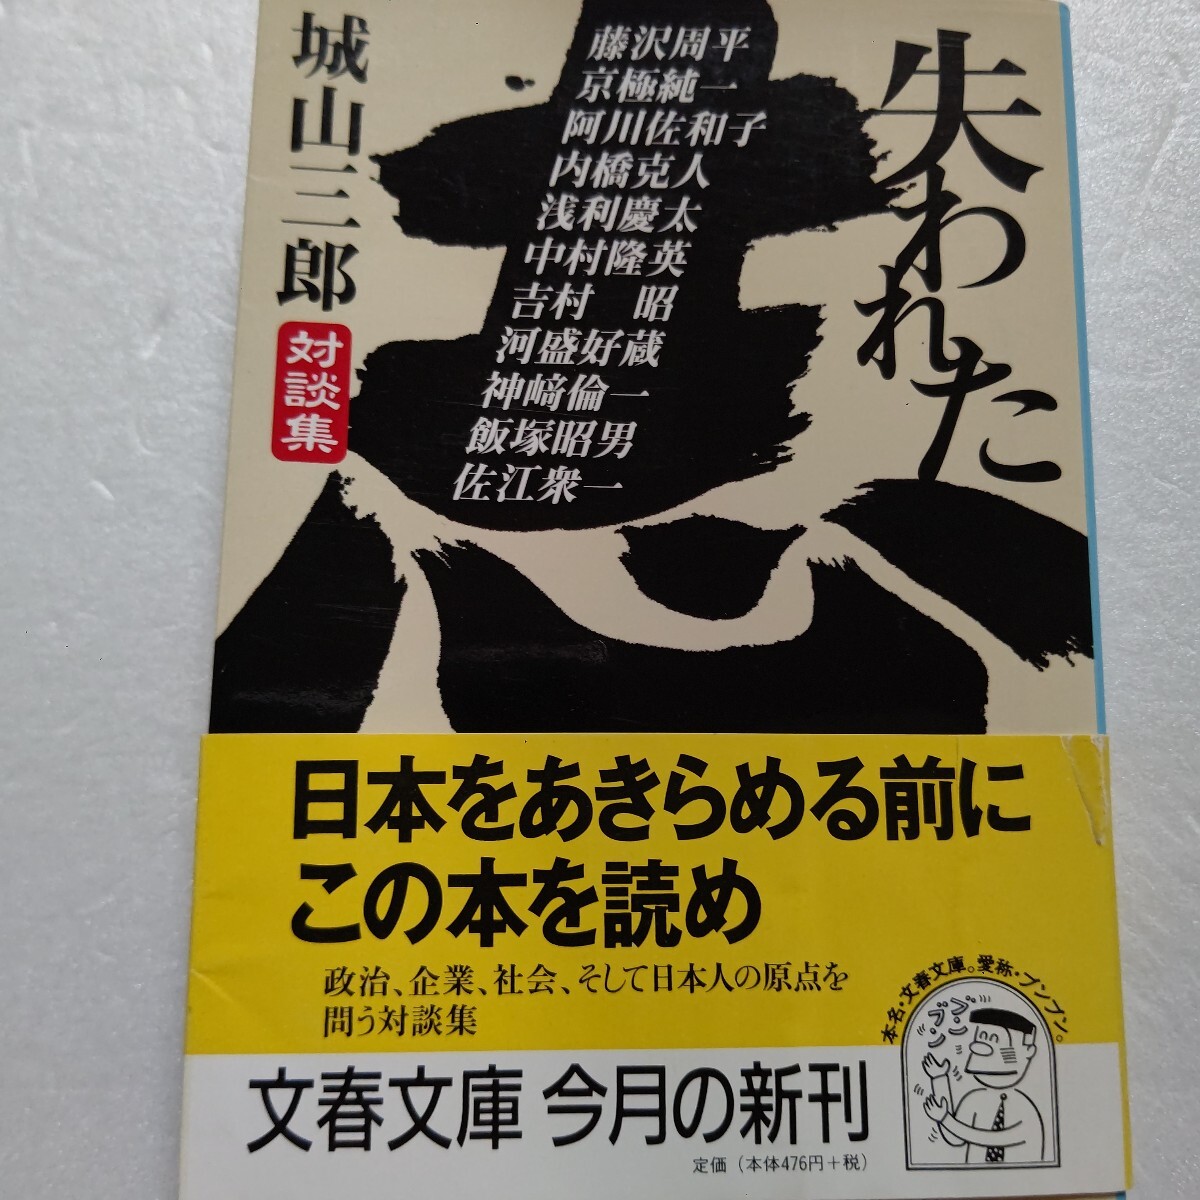 失われた
志
藤沢周平
京極純一
阿川佐和子
内橋克人
浅利慶太
中村隆英
吉村　昭
河盛好蔵
神﨑倫一
飯塚昭男
佐江衆一
城山三郎
対談集
日本をあきらめる前に
この本を読め
政治、企業、社会、そして日本人の原点を
問う対談集
本名・文春文庫。愛称・ブンブン。
ブンブン
文春文庫 今月の新刊
定価（本体476円＋税）